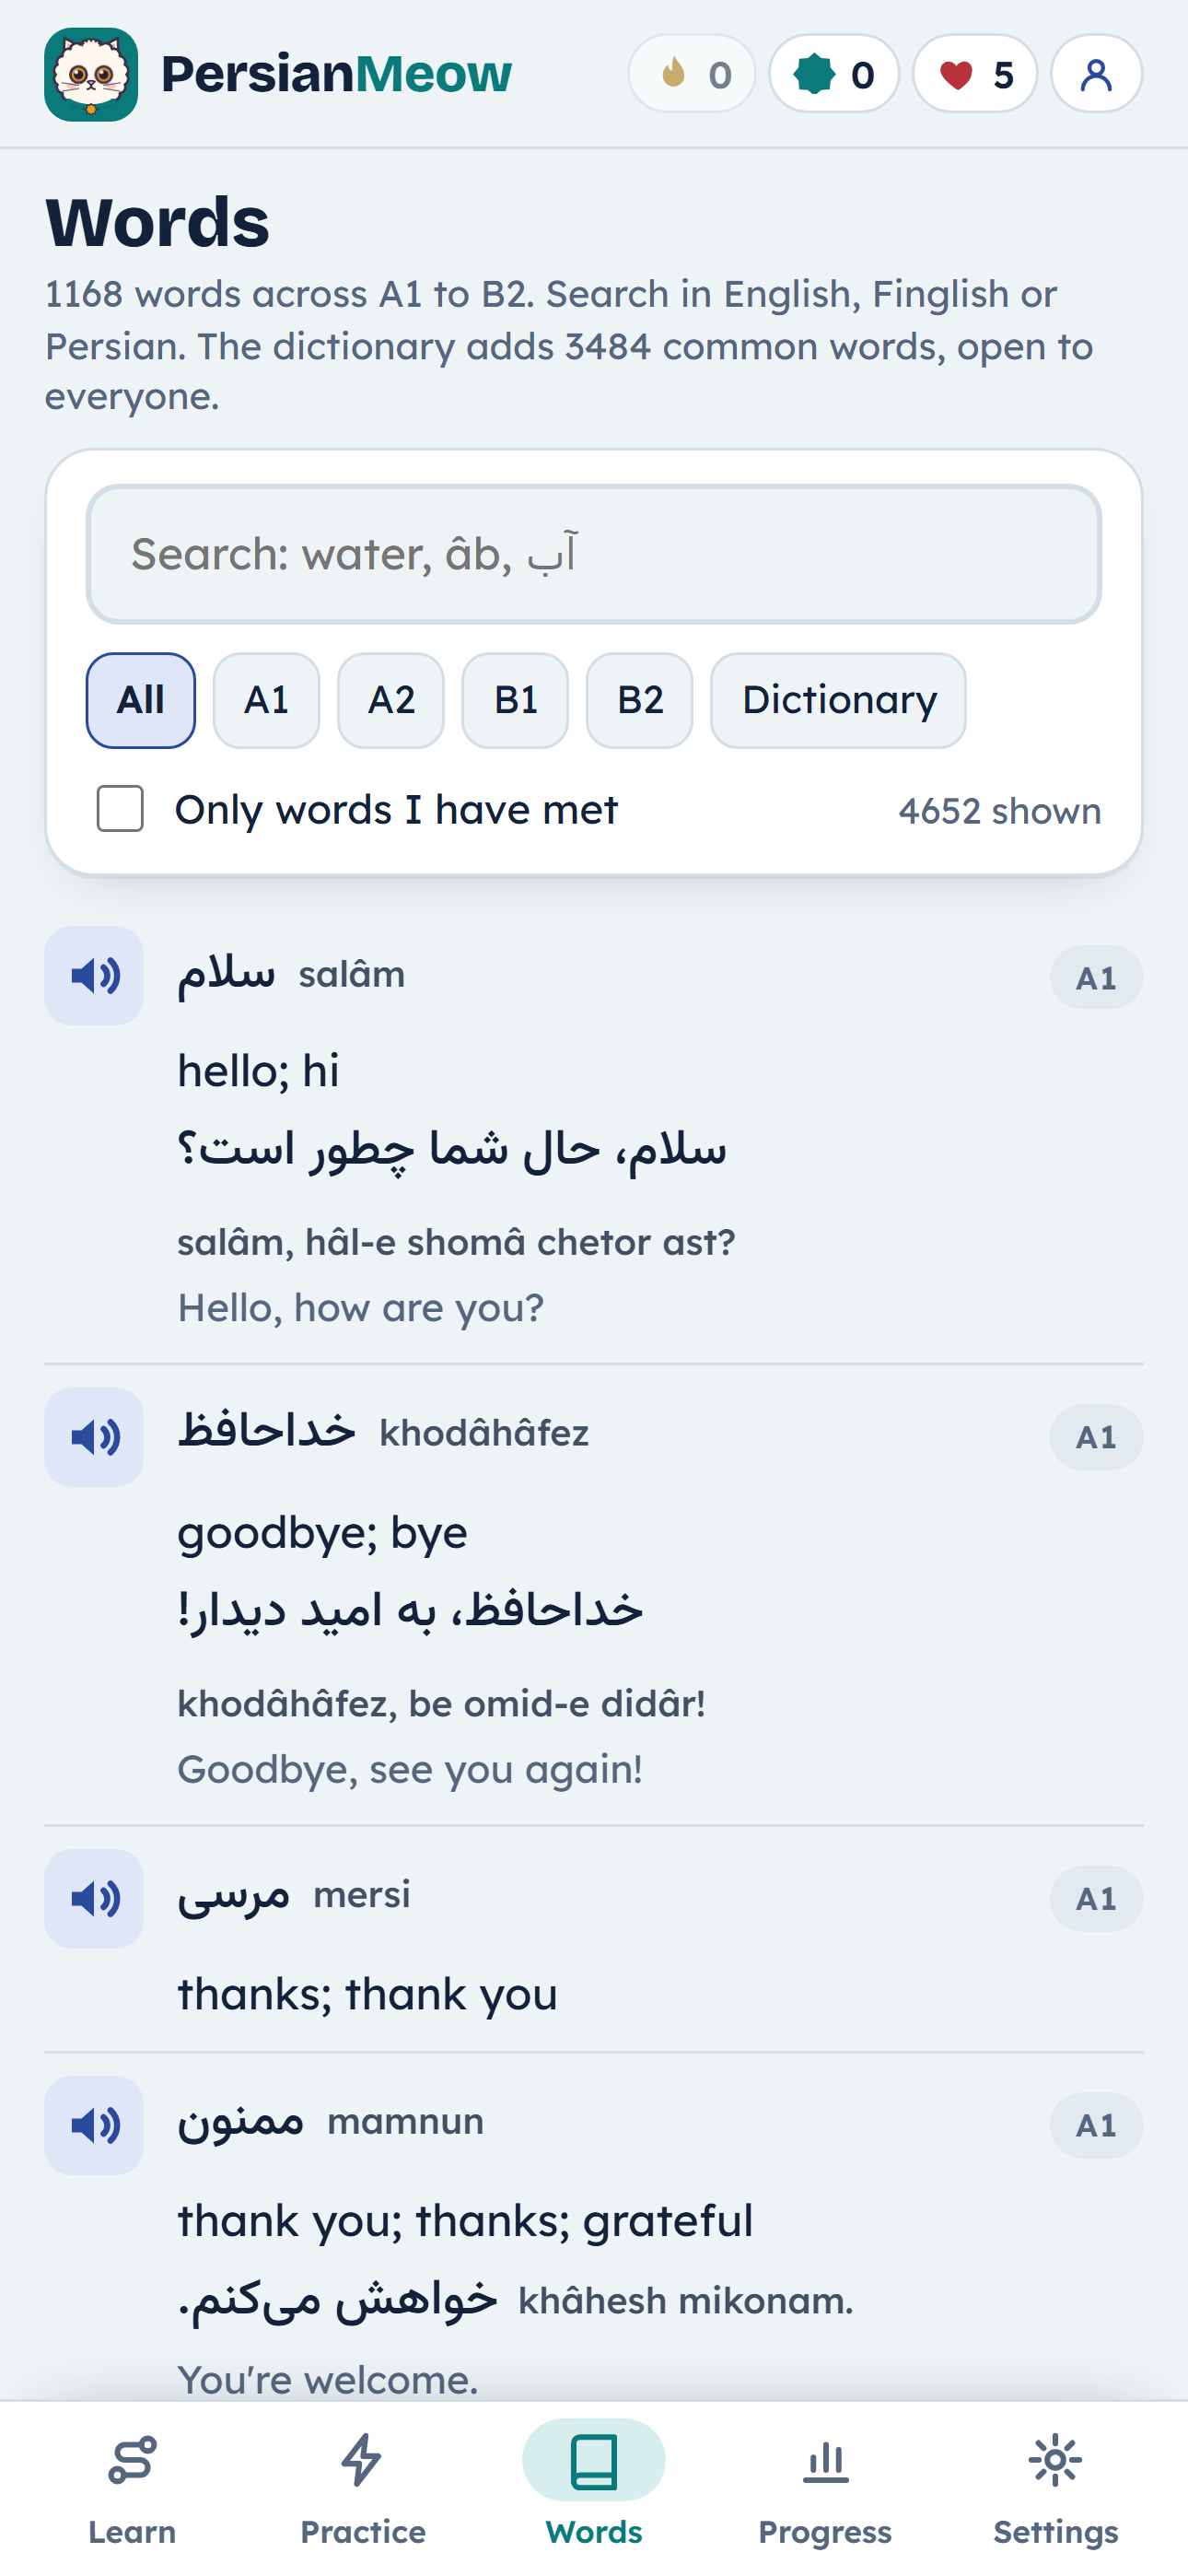 PersianMeow 0 0 5
Words
1168 words across A1 to B2. Search in English, Finglish or
Persian. The dictionary adds 3484 common words, open to
everyone.
Search: water, âb, آب
All A1 A2 B1 B2 Dictionary
Only words I have met 4652 shown
سلام salâm A1
hello; hi
سلام، حال شما چطور است؟
salâm, hâl-e shomâ chetor ast?
Hello, how are you?
خداحافظ khodâhâfez A1
goodbye; bye
خداحافظ، به امید دیدار!
khodâhâfez, be omid-e didâr!
Goodbye, see you again!
مرسی mersi A1
thanks; thank you
ممنون mamnun A1
thank you; thanks; grateful
خواهش می‌کنم. khâhesh mikonam.
You're welcome.
Learn Practice Words Progress Settings